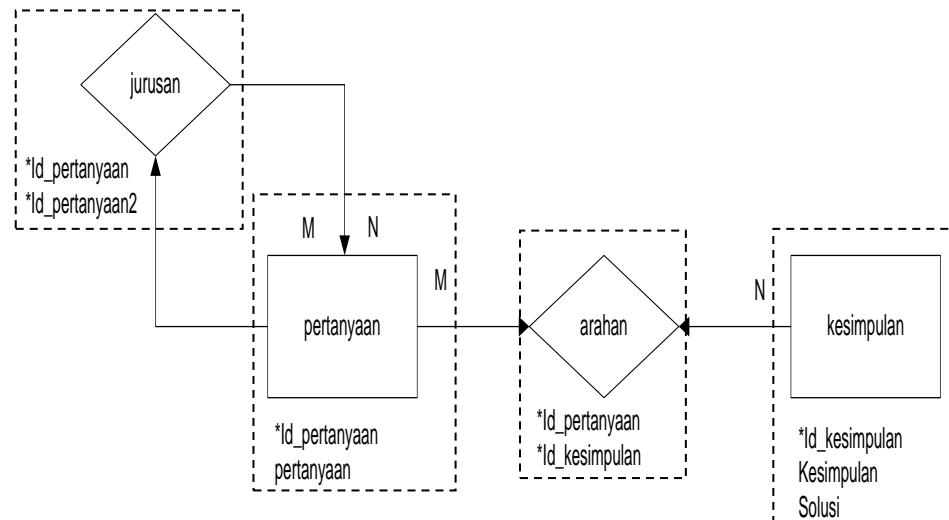 jurusan
*Id_pertanyaan
*Id_pertanyaan2
M N
M
pertanyaan
*Id_pertanyaan
pertanyaan
arahan
*Id_pertanyaan
*Id_kesimpulan
N
kesimpulan
*Id_kesimpulan
Kesimpulan
Solusi